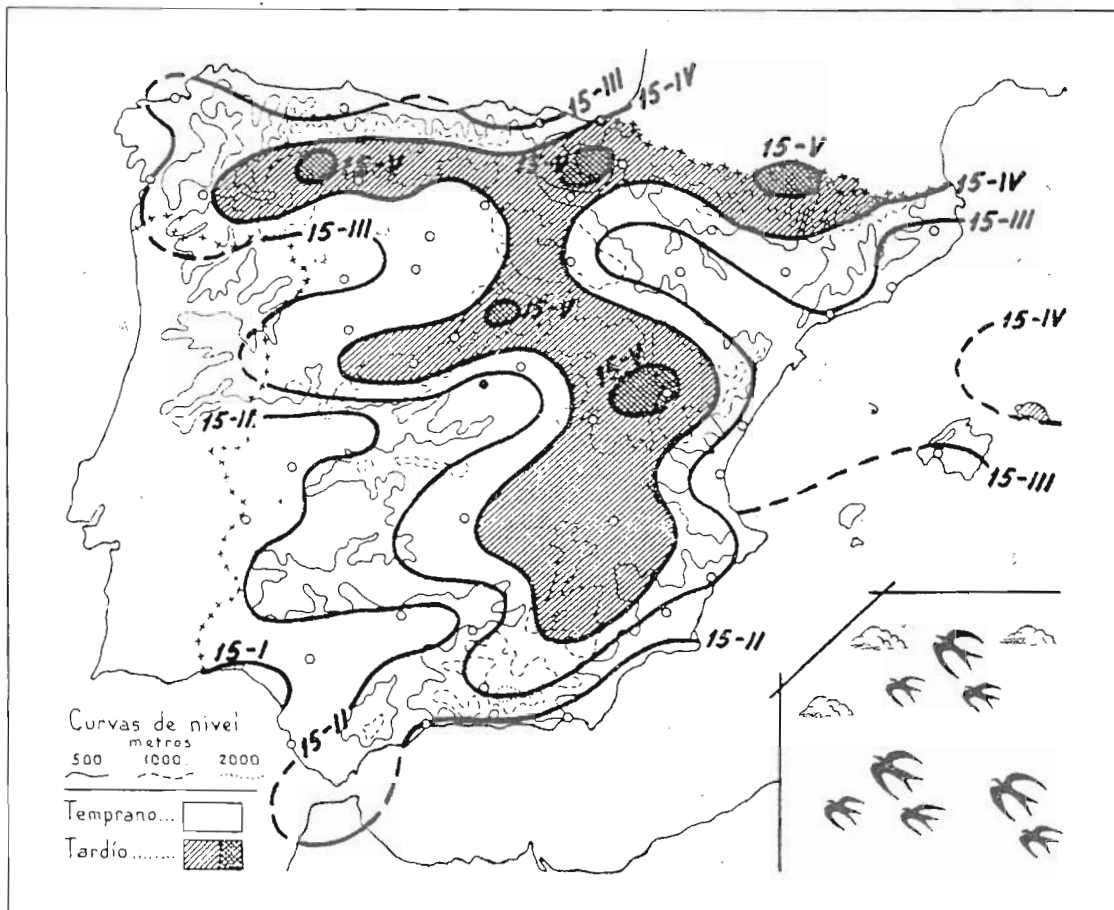 15-III
15-IV
15-V
15-V
15-V
15-IV
15-III
15-III
15-V
15-IV
15-V
15-II
15-III
15-II
15-I
15-II
Curvas de nivel
metros
500 1000. 2000
Temprano...
Tardío........